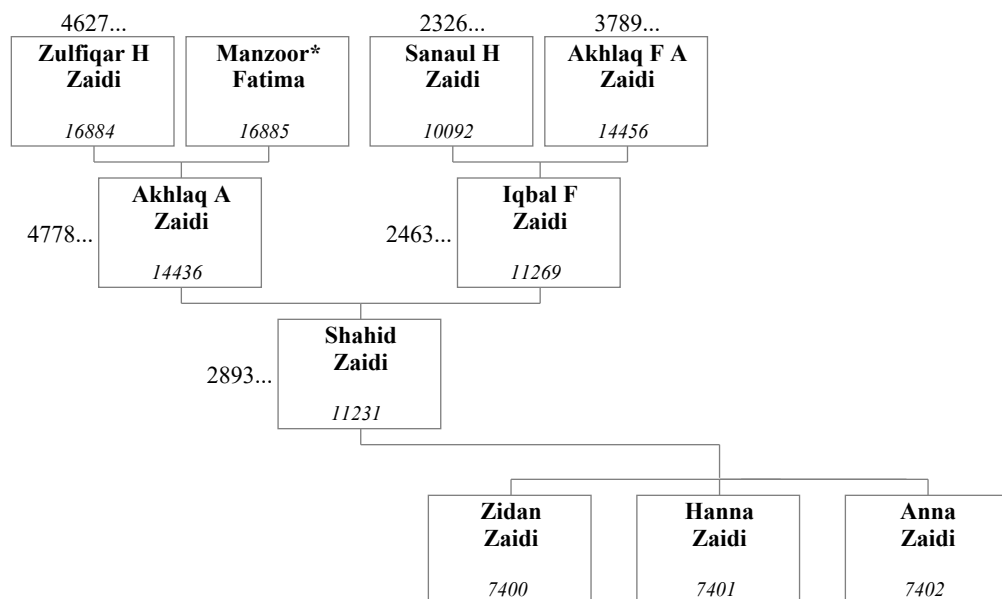 4627...
2326...
3789...
Zulfiqar H
Zaidi
16884
Manzoor*
Fatima
16885
Sanaul H
Zaidi
10092
Akhlaq F A
Zaidi
14456
4778...
Akhlaq A
Zaidi
14436
2463...
Iqbal F
Zaidi
11269
2893...
Shahid
Zaidi
11231
Zidan
Zaidi
7400
Hanna
Zaidi
7401
Anna
Zaidi
7402